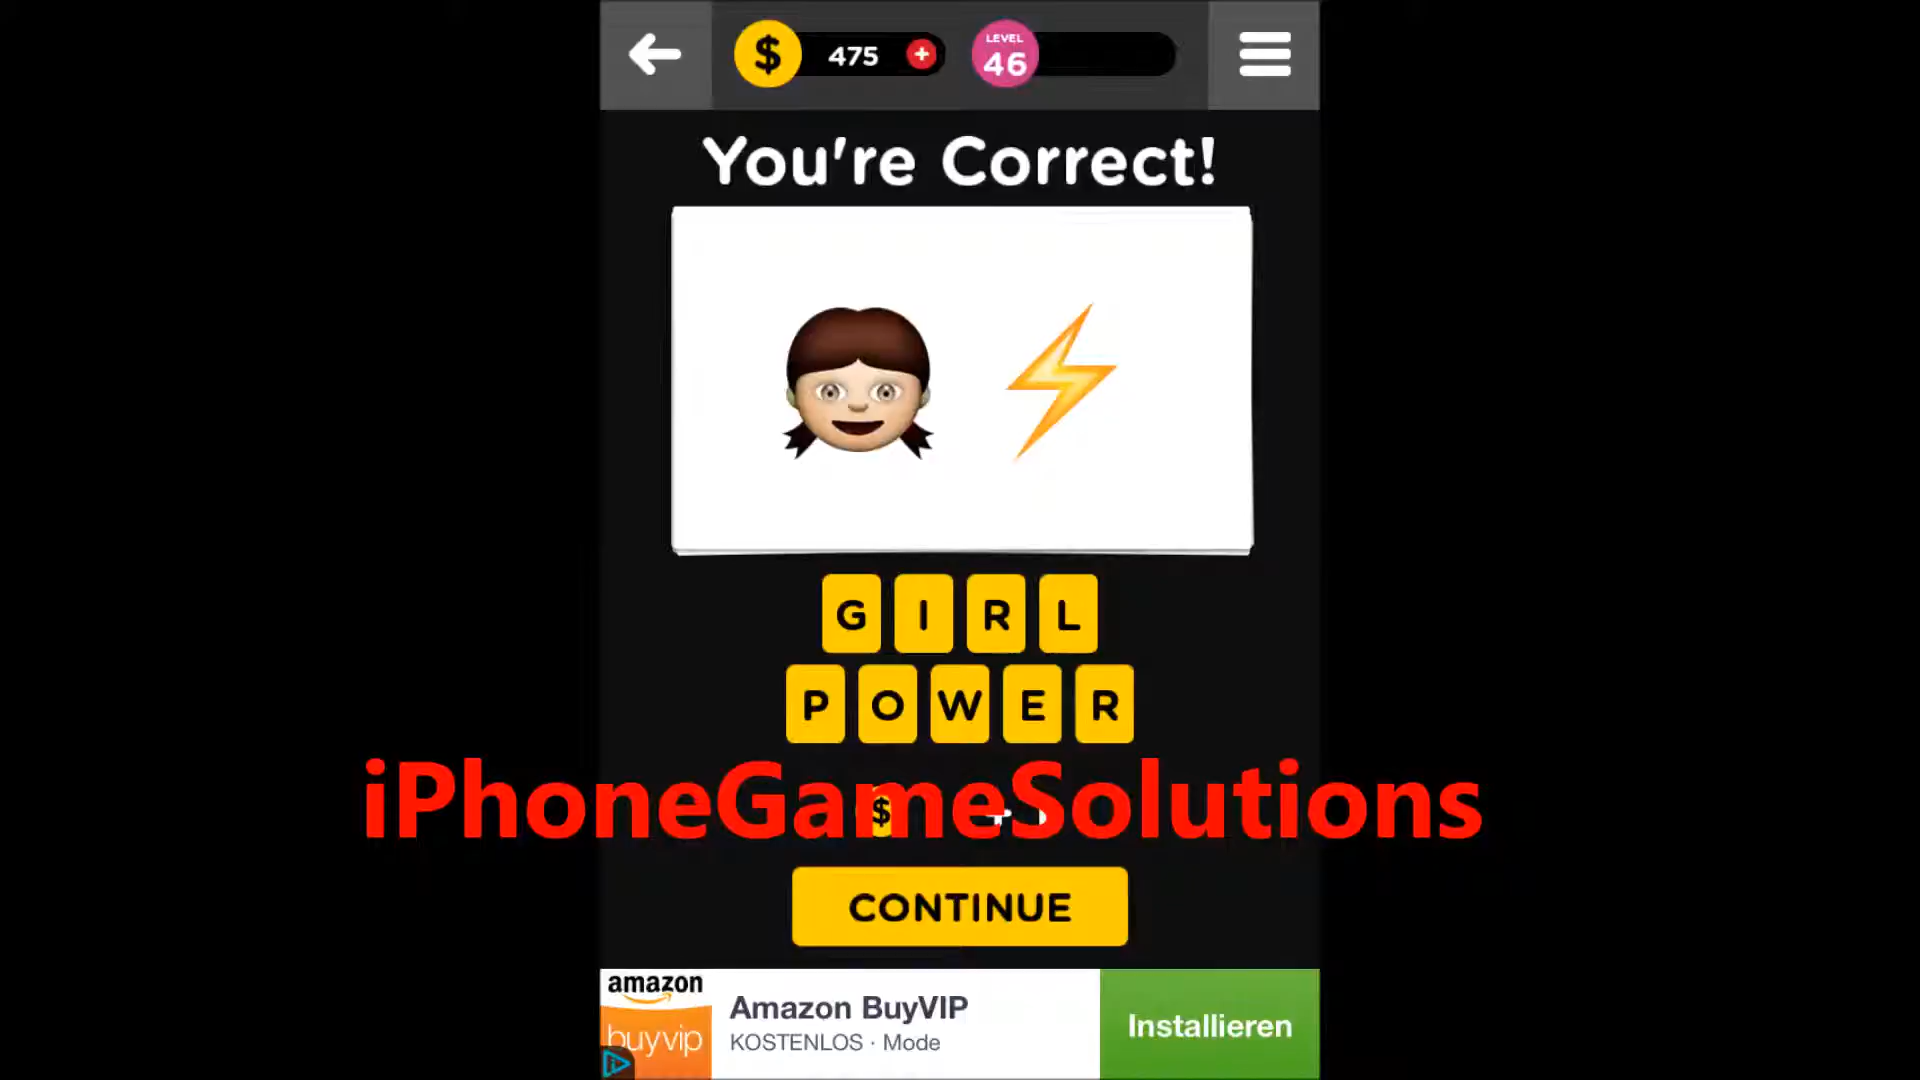 $ 475 + LEVEL
46
You're Correct!
GIRL
POWER
iPhoneGameSolutions
$ +
CONTINUE
amazon
buyvip
Amazon BuyVIP
KOSTENLOS · Mode
Installieren